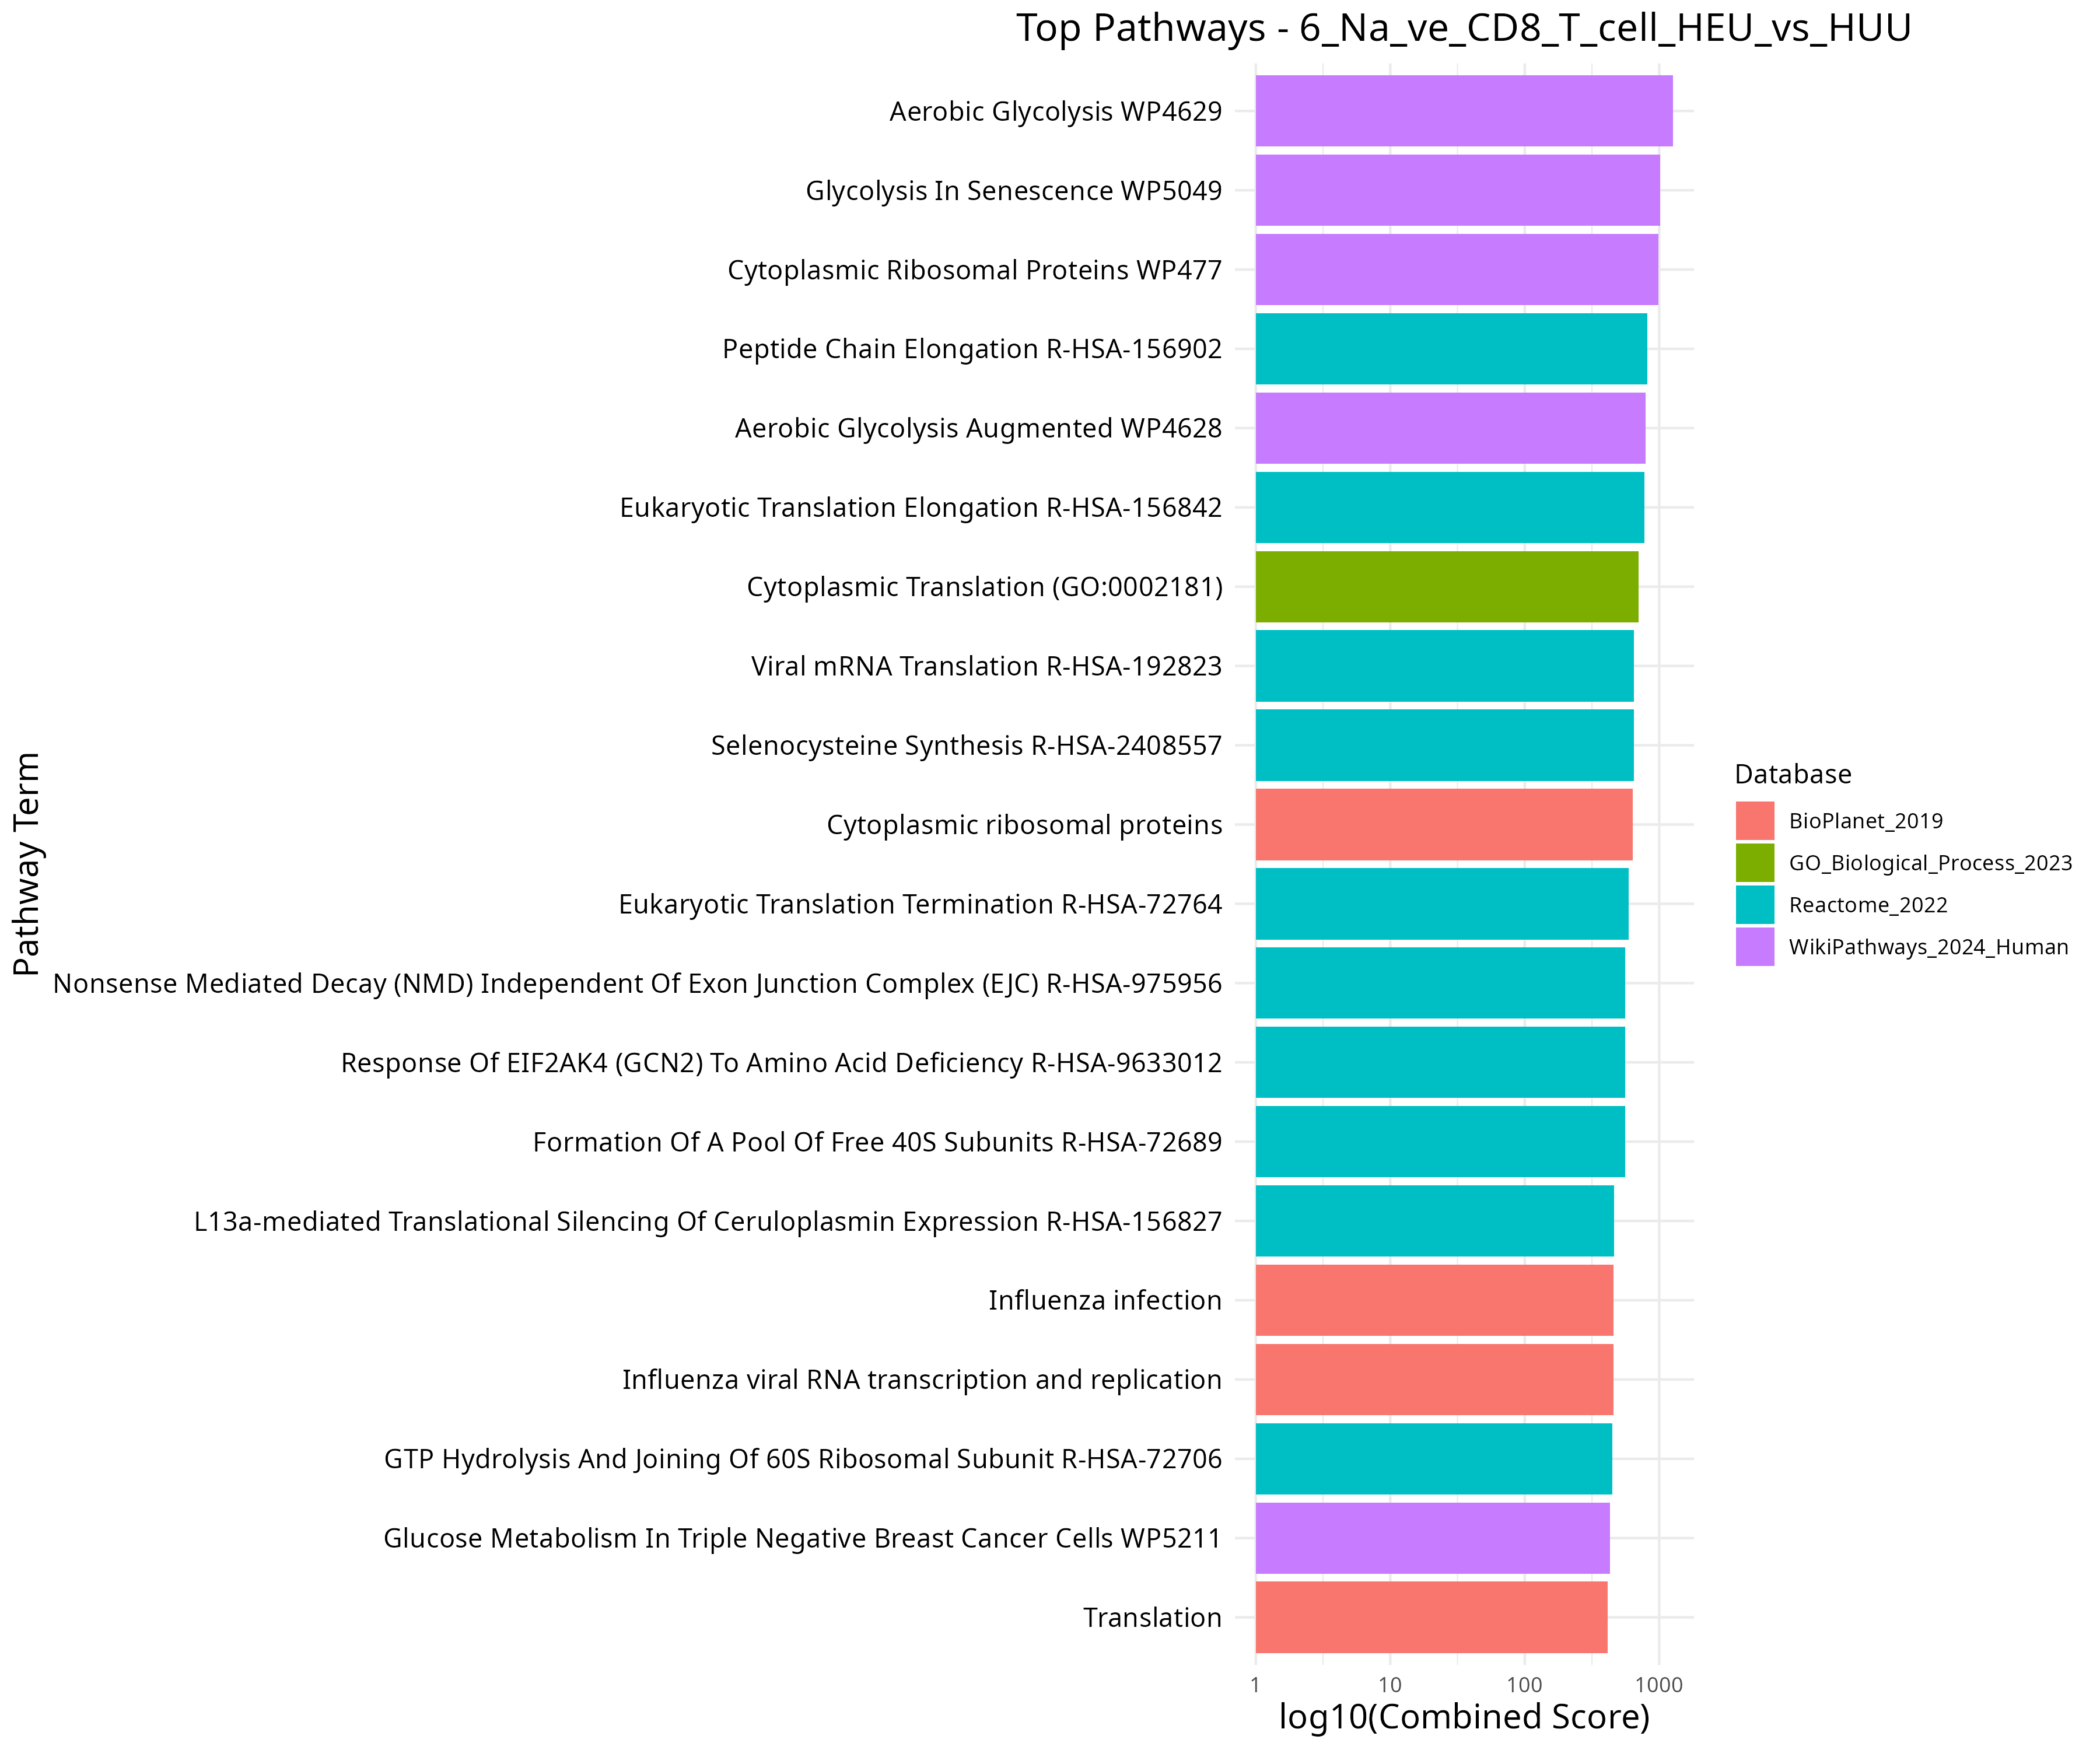 Top Pathways - 6_Na_ve_CD8_T_cell_HEU_vs_HUU
Pathway Term
Aerobic Glycolysis WP4629
Glycolysis In Senescence WP5049
Cytoplasmic Ribosomal Proteins WP477
Peptide Chain Elongation R-HSA-156902
Aerobic Glycolysis Augmented WP4628
Eukaryotic Translation Elongation R-HSA-156842
Cytoplasmic Translation (GO:0002181)
Viral mRNA Translation R-HSA-192823
Selenocysteine Synthesis R-HSA-2408557
Cytoplasmic ribosomal proteins
Eukaryotic Translation Termination R-HSA-72764
Nonsense Mediated Decay (NMD) Independent Of Exon Junction Complex (EJC) R-HSA-975956
Response Of EIF2AK4 (GCN2) To Amino Acid Deficiency R-HSA-9633012
Formation Of A Pool Of Free 40S Subunits R-HSA-72689
L13a-mediated Translational Silencing Of Ceruloplasmin Expression R-HSA-156827
Influenza infection
Influenza viral RNA transcription and replication
GTP Hydrolysis And Joining Of 60S Ribosomal Subunit R-HSA-72706
Glucose Metabolism In Triple Negative Breast Cancer Cells WP5211
Translation
1 10 100 1000
log10(Combined Score)
Database
BioPlanet_2019
GO_Biological_Process_2023
Reactome_2022
WikiPathways_2024_Human